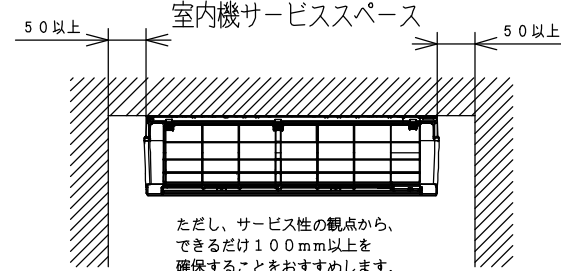 室内機サービススペース
５０以上
５０以上
ただし、サービス性の観点から、
できるだけ１００ｍｍ以上を
確保することをおすすめします。